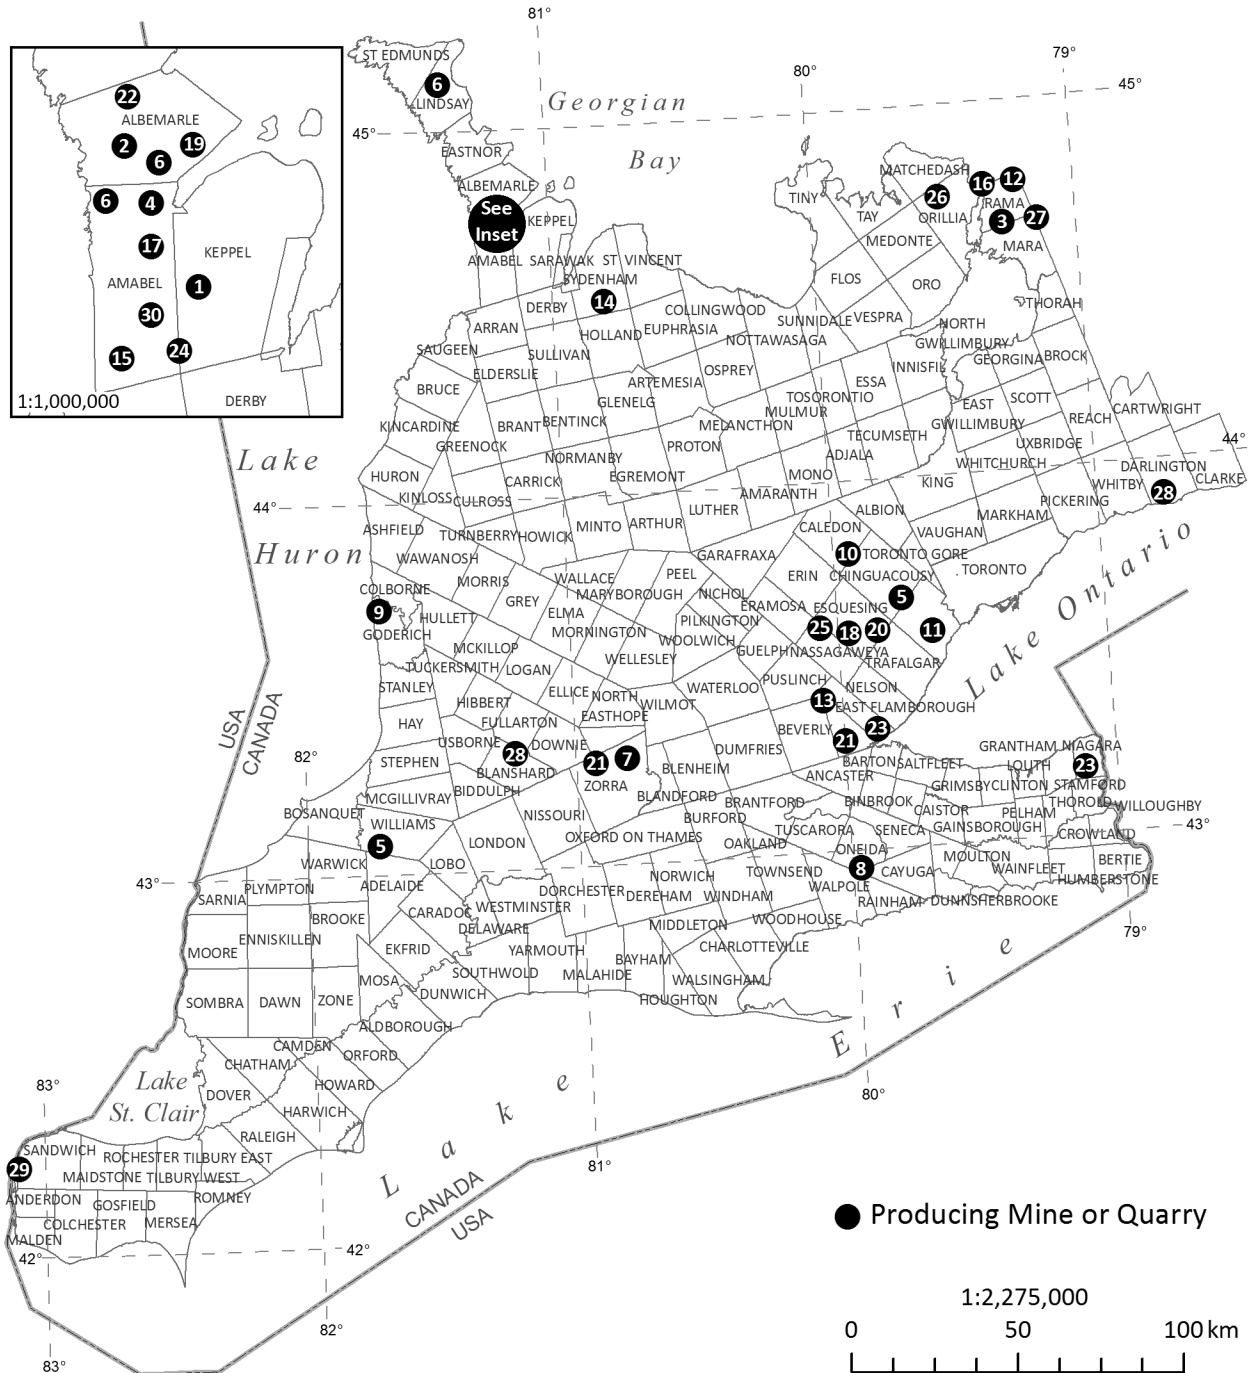 81°
79°
ST EDMUNDS
80°
6
Georgian
45°
22
LINDSAY
ALBEMARLE
45°
2
19
EASTNOR
Bay
6
MATCHEDASH
16
12
ALBEMARLE
TINY
26
RAMA
6
4
See
Inset
KEPPEL
TAY
ORILLIA
3
27
17
KEPPEL
MEDONTE
MARA
AMABEL
SARAWAK
ST VINCENT
AMABEL
1
SYDENHAM
FLOS
ORO
14
DERBY
COLLINGWOOD
THORAH
30
ARRAN
HOLLAND
EUPHRASIA
SUNNIDALE
VESPRA
NORTH
GWILLIMBURY
15
24
SAUGEEN
SULLIVAN
NOTTAWASAGA
GEORGINA
BROCK
ELDERSLIE
OSPREY
INNISFIL
BRUCE
ARTEMESIA
ESSA
1:1,000,000
DERBY
GLENELG
TOSORONTIO
SCOTT
MULMUR
EAST
GWILLIMBURY
CARTWRIGHT
KINCARDINE
BRANT
BENTINCK
MELANCTHON
REACH
GREENOCK
PROTON
TECUMSETH
UXBRIDGE
44°
Lake
NORMANBY
ADJALA
WHITCHURCH
DARLINGTON
HURON
CARRICK
EGREMONT
MONO
KING
WHITBY
CLARKE
KINLOSS
CULROSS
AMARANTH
28
44°
LUTHER
ALBION
PICKERING
ASHFIELD
MINTO
ARTHUR
CALEDON
MARKHAM
TURNBERRY
HOWICK
VAUGHAN
Huron
WAWANOSH
GARAFRAXA
10
TORONTO GORE
TORONTO
MORRIS
WALLACE
PEEL
ERIN
CHINGUACOUSY
COLBORNE
MARYBOROUGH
NICHOL
5
GREY
ERAMOSA
ESQUESING
9
HULLETT
ELMA
PILKINGTON
25
18
20
11
GODERICH
MORNINGTON
WOOLWICH
MCKILLOP
WELLESLEY
GUELPH
NASSAGAWEYA
TUCKERSMITH
LOGAN
TRAFALGAR
Lake Ontario
STANLEY
PUSLINCH
HIBBERT
ELLICE
NORTH
EASTHOPE
WATERLOO
NELSON
WILMOT
13
EAST FLAMBOROUGH
USA
CANADA
HAY
FULLARTON
BEVERLY
23
USBORNE
28
DOWNIE
21
GRANTHAM
NIAGARA
82°
STEPHEN
DUMFRIES
BARTON
SALTFLEET
LOUTH
23
BLANSHARD
21
7
BLENHEIM
ANCASTER
BIDDULPH
ZORRA
GRIMSBY
CLINTON
STAMFORD
MCGILLIVRAY
BLANDFORD
BRANTFORD
BINBROOK
THOROLD
WILLOUGHBY
BOSANQUET
NISSOURI
BURFORD
CAISTOR
PELHAM
WILLIAMS
TUSCARORA
SENECA
GAINSBOROUGH
43°
LONDON
OXFORD ON THAMES
OAKLAND
CROWLAND
5
ONEIDA
MOULTON
WARWICK
LOBO
8
BERTIE
43°
NORWICH
TOWNSEND
CAYUGA
WAINFLEET
PLYMPTON
ADELAIDE
DORCHESTER
DEREHAM
WINDHAM
WALPOLE
HUMBERSTONE
SARNIA
RAINHAM
DUNN
SHERBROOKE
WESTMINSTER
BROOKE
CARADOC
WOODHOUSE
DELAWARE
MIDDLETON
79°
ENNISKILLEN
MOORE
EKFRID
YARMOUTH
CHARLOTTEVILLE
BAYHAM
SOUTHWOLD
MALAHIDE
WALSINGHAM
MOSA
SOMBRA
DAWN
ZONE
DUNWICH
HOUGHTON
ALDBOROUGH
CAMDEN
ORFORD
Lake Erie
CHATHAM
83°
Lake
St. Clair
DOVER
HOWARD
80°
HARWICH
RALEIGH
SANDWICH
ROCHESTER
TILBURY EAST
81°
29
MAIDSTONE
TILBURY WEST
CANADA
USA
ANDERDON
GOSFIELD
ROMNEY
Producing Mine or Quarry
COLCHESTER
MERSEA
MALDEN
42°
42°
1:2,275,000
82°
0
50
100 km
83°